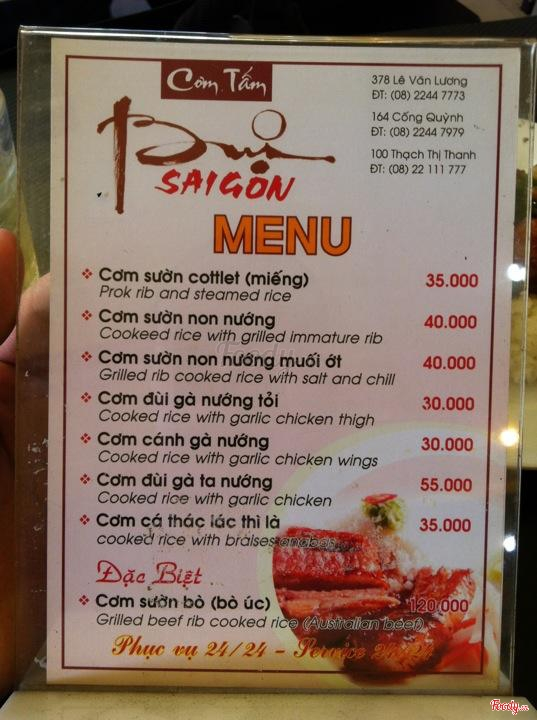 Cơm Tấm
Bụi
SAIGON
378 Lê Văn Lương
ĐT: (08) 2244 7773
164 Cống Quỳnh
ĐT: (08) 2244 7979
100 Thạch Thị Thanh
ĐT: (08) 22 111 777
MENU
Cơm sườn cottlet (miếng) 35.000
Prok rib and steamed rice
Cơm sườn non nướng 40.000
Cookeed rice with grilled immature rib
Cơm sườn non nướng muối ớt 40.000
Grilled rib cooked rice with salt and chill
Cơm đùi gà nướng tỏi 30.000
Cooked rice with garlic chicken thigh
Cơm cánh gà nướng 30.000
Cooked rice with garlic chicken wings
Cơm đùi gà ta nướng 55.000
Cooked rice with garlic chicken
Cơm cá thác lác thì là 35.000
cooked rice with braises anabas
Đặc Biệt
Cơm sườn bò (bò úc) 120.000
Grilled beef rib cooked rice (Australian beef)
Phục vụ 24/24 - Service 24/24
Foody.vn